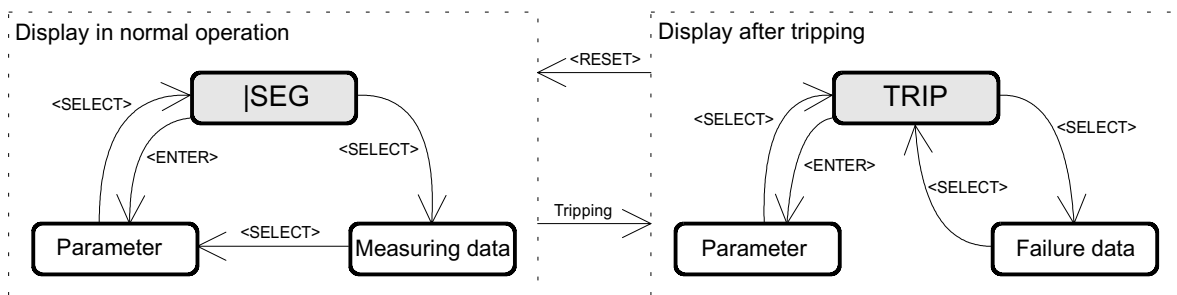 Display in normal operation
|SEG
<SELECT>
<ENTER>
<SELECT>
Parameter
<SELECT>
Measuring data
<RESET>
Tripping
Display after tripping
TRIP
<SELECT>
<ENTER>
<SELECT>
<SELECT>
Parameter
Failure data